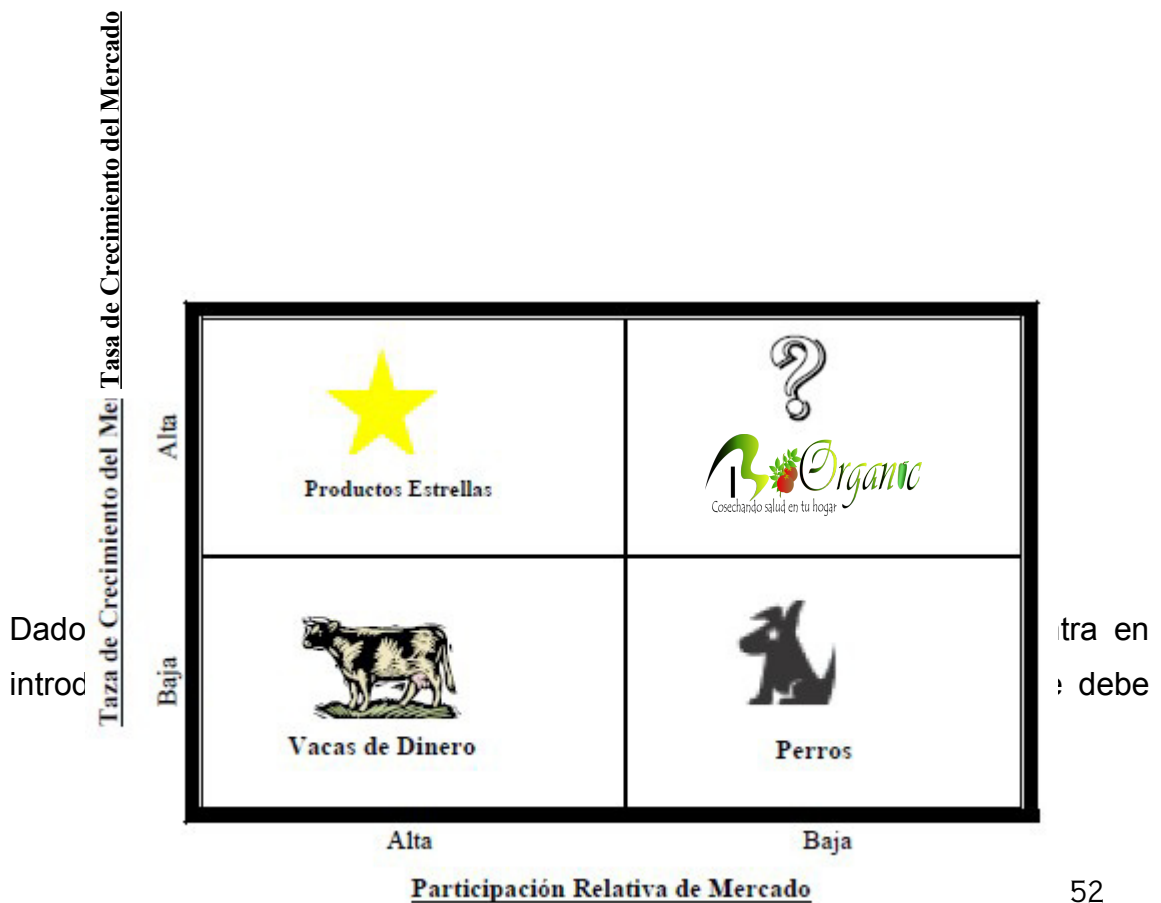 Tasa de Crecimiento del Mercado
Taza de Crecimiento del Me
Alta
Baja
?
Productos Estrellas
Bio Organic
Cosechando salud en tu hogar
Vacas de Dinero
Perros
Dado
tra en
introd
debe
Alta
Baja
Participación Relativa de Mercado
52